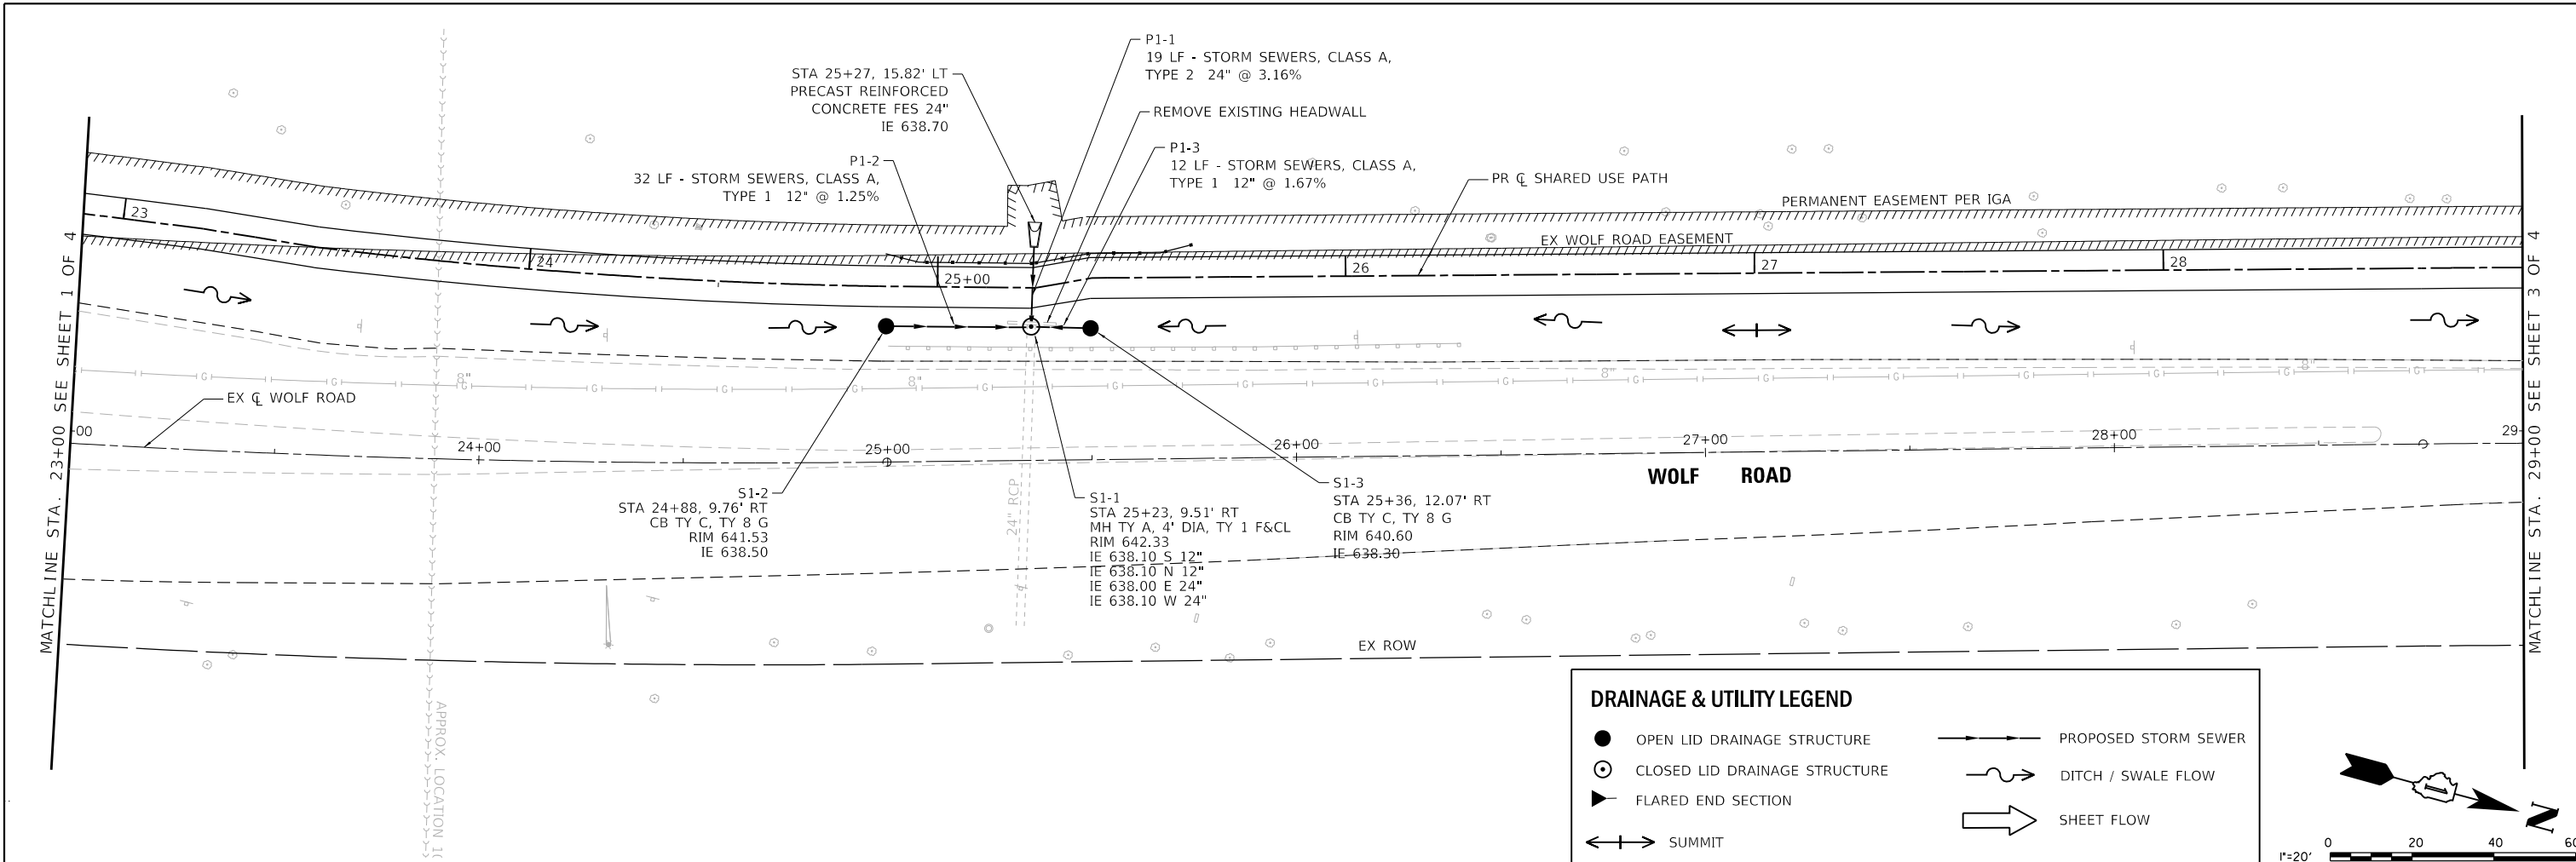 P1-1
19 LF - STORM SEWERS, CLASS A,
TYPE 2 24" @ 3.16%
STA 25+27, 15.82' LT
PRECAST REINFORCED
CONCRETE FES 24"
IE 638.70
REMOVE EXISTING HEADWALL
P1-2
32 LF - STORM SEWERS, CLASS A,
TYPE 1 12" @ 1.25%
P1-3
12 LF - STORM SEWERS, CLASS A,
TYPE 1 12" @ 1.67%
PR ℄ SHARED USE PATH
PERMANENT EASEMENT PER IGA
EX WOLF ROAD EASEMENT
23
24
25+00
26
27
28
MATCHLINE STA. 23+00 SEE SHEET 1 OF 4
MATCHLINE STA. 29+00 SEE SHEET 3 OF 4
G G G G G G G G G G G G G G G G G
8" 8" 8" 8"
EX ℄ WOLF ROAD
00
24+00
25+00
26+00
27+00
28+00
29
WOLF ROAD
S1-2
STA 24+88, 9.76' RT
CB TY C, TY 8 G
RIM 641.53
IE 638.50
24" RCP
S1-1
STA 25+23, 9.51' RT
MH TY A, 4' DIA, TY 1 F&CL
RIM 642.33
IE 638.10 S 12"
IE 638.10 N 12"
IE 638.00 E 24"
IE 638.10 W 24"
S1-3
STA 25+36, 12.07' RT
CB TY C, TY 8 G
RIM 640.60
IE 638.30
EX ROW
APPROX. LOCATION 10
DRAINAGE & UTILITY LEGEND
OPEN LID DRAINAGE STRUCTURE
CLOSED LID DRAINAGE STRUCTURE
FLARED END SECTION
SUMMIT
PROPOSED STORM SEWER
DITCH / SWALE FLOW
SHEET FLOW
N
0 20 40 60
1"=20'